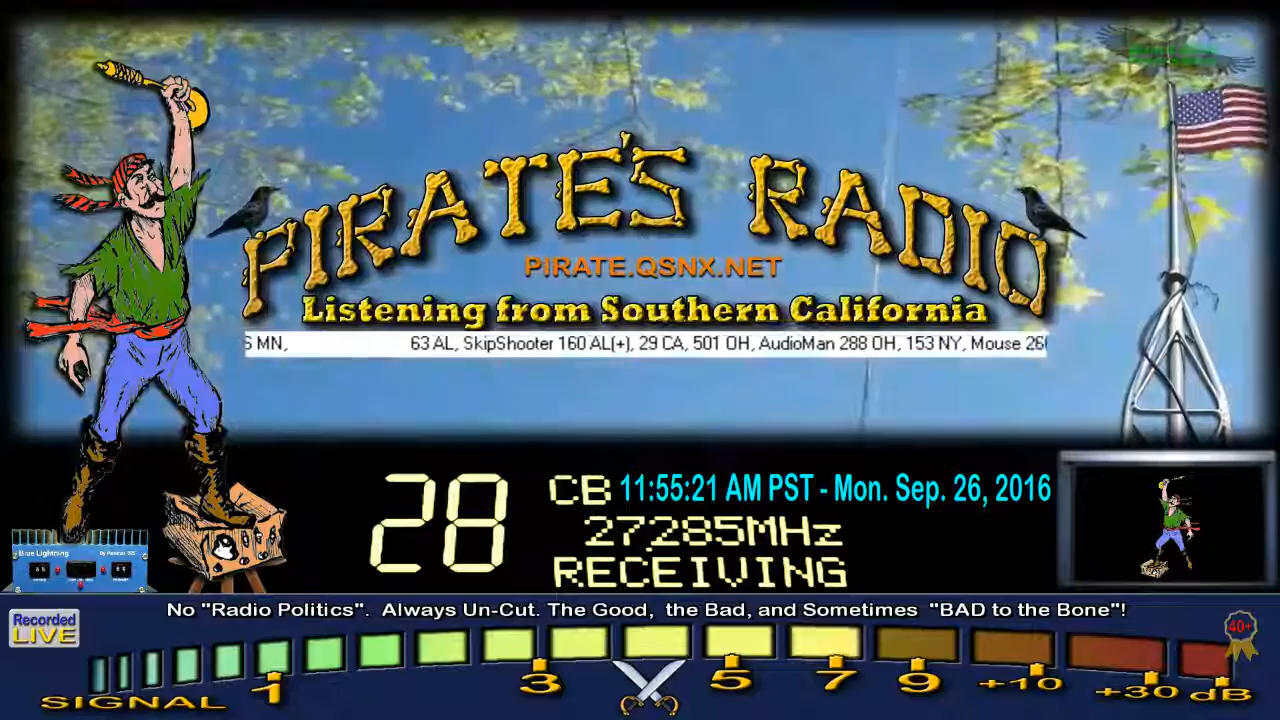 PIRATE'S RADIO
PIRATE.QSNX.NET
Listening from Southern California
S MN, 63 AL, SkipShooter 160 AL(+), 29 CA, 501 OH, AudioMan 288 OH, 153 NY, Mouse 26
28
CB 11:55:21 AM PST - Mon. Sep. 26, 2016
27.285MHz
RECEIVING
Blue Lightning
No "Radio Politics". Always Un-Cut. The Good, the Bad, and Sometimes "BAD to the Bone"!
Recorded
LIVE
40+
SIGNAL 1 3 5 7 9 +10 +30 dB